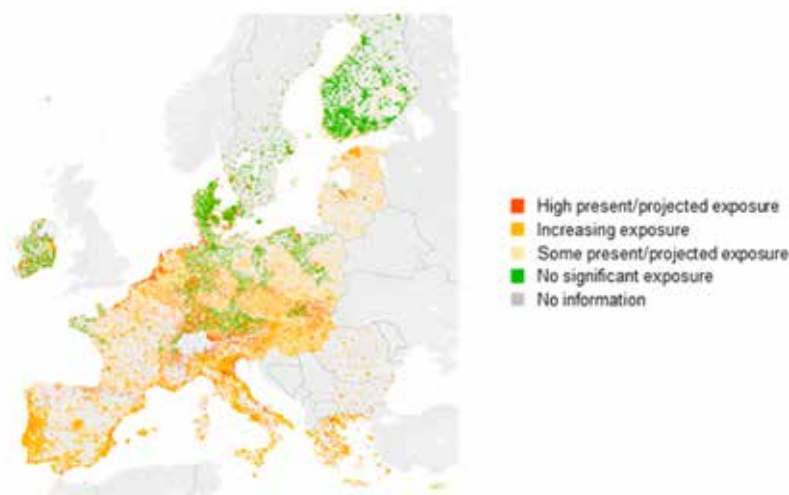 High present/projected exposure
Increasing exposure
Some present/projected exposure
No significant exposure
No information